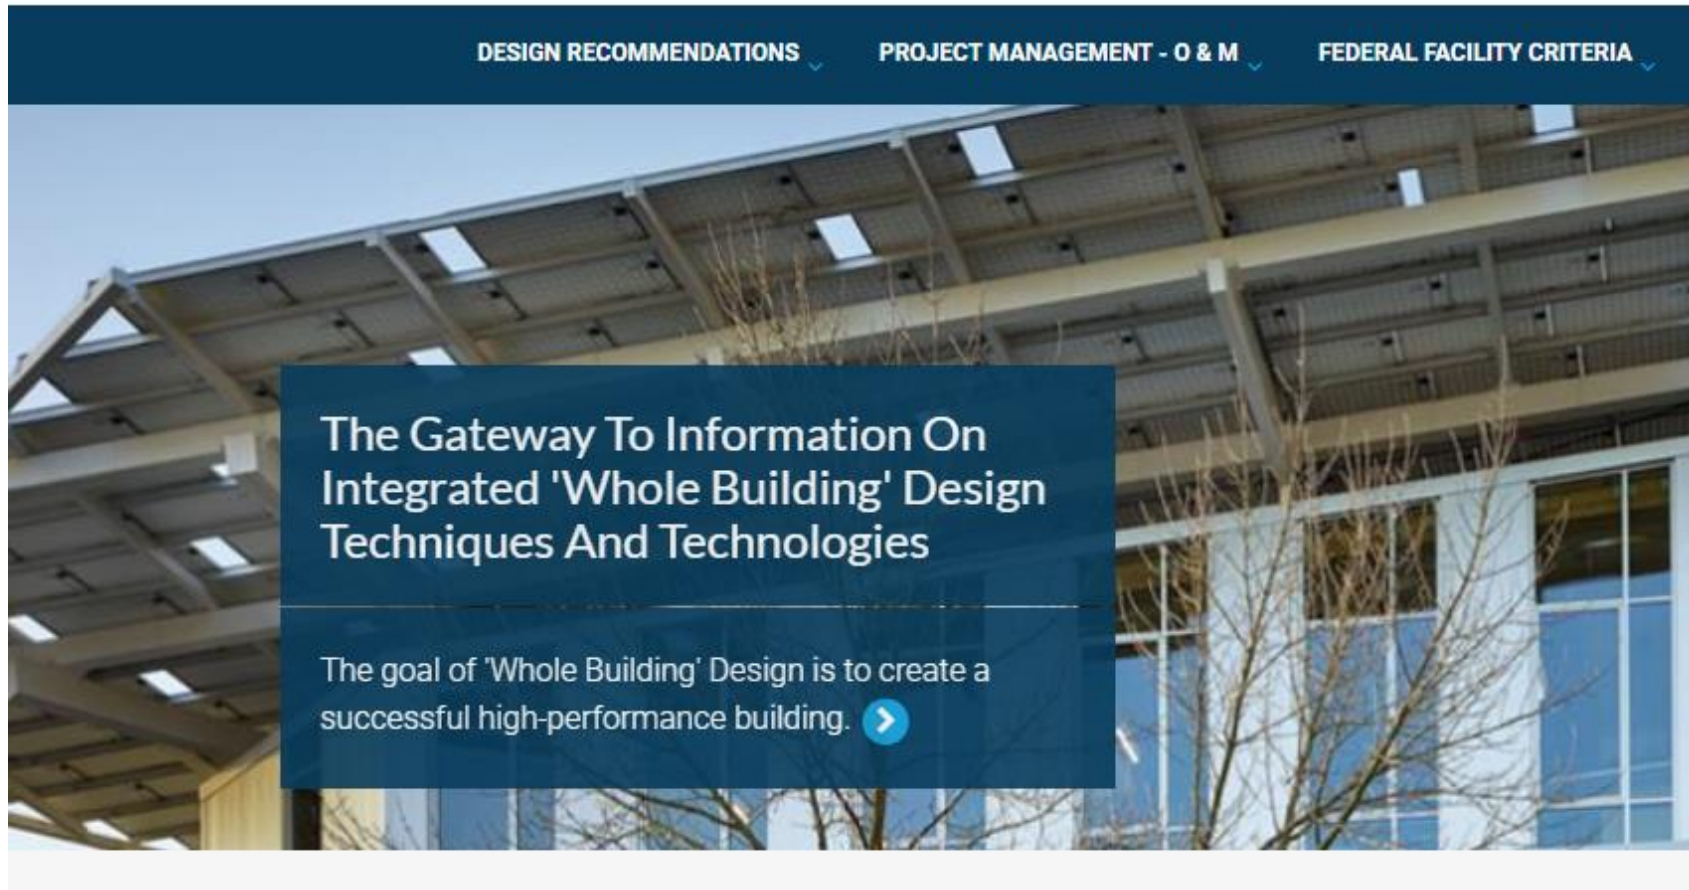 DESIGN RECOMMENDATIONS
PROJECT MANAGEMENT - O & M
FEDERAL FACILITY CRITERIA
The Gateway To Information On
Integrated 'Whole Building' Design
Techniques And Technologies
The goal of 'Whole Building' Design is to create a
successful high-performance building.